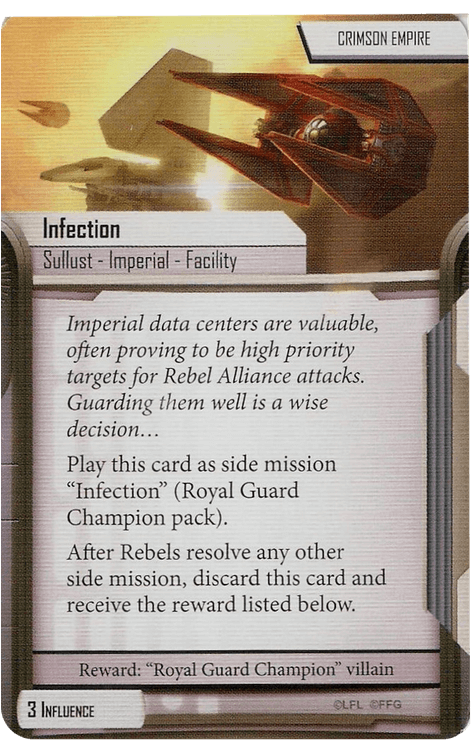 CRIMSON EMPIRE
Infection
Sullust - Imperial - Facility
Imperial data centers are valuable,
often proving to be high priority
targets for Rebel Alliance attacks.
Guarding them well is a wise
decision…
Play this card as side mission
“Infection” (Royal Guard
Champion pack).
After Rebels resolve any other
side mission, discard this card and
receive the reward listed below.
Reward: “Royal Guard Champion” villain
3 INFLUENCE
©LFL ©FFG